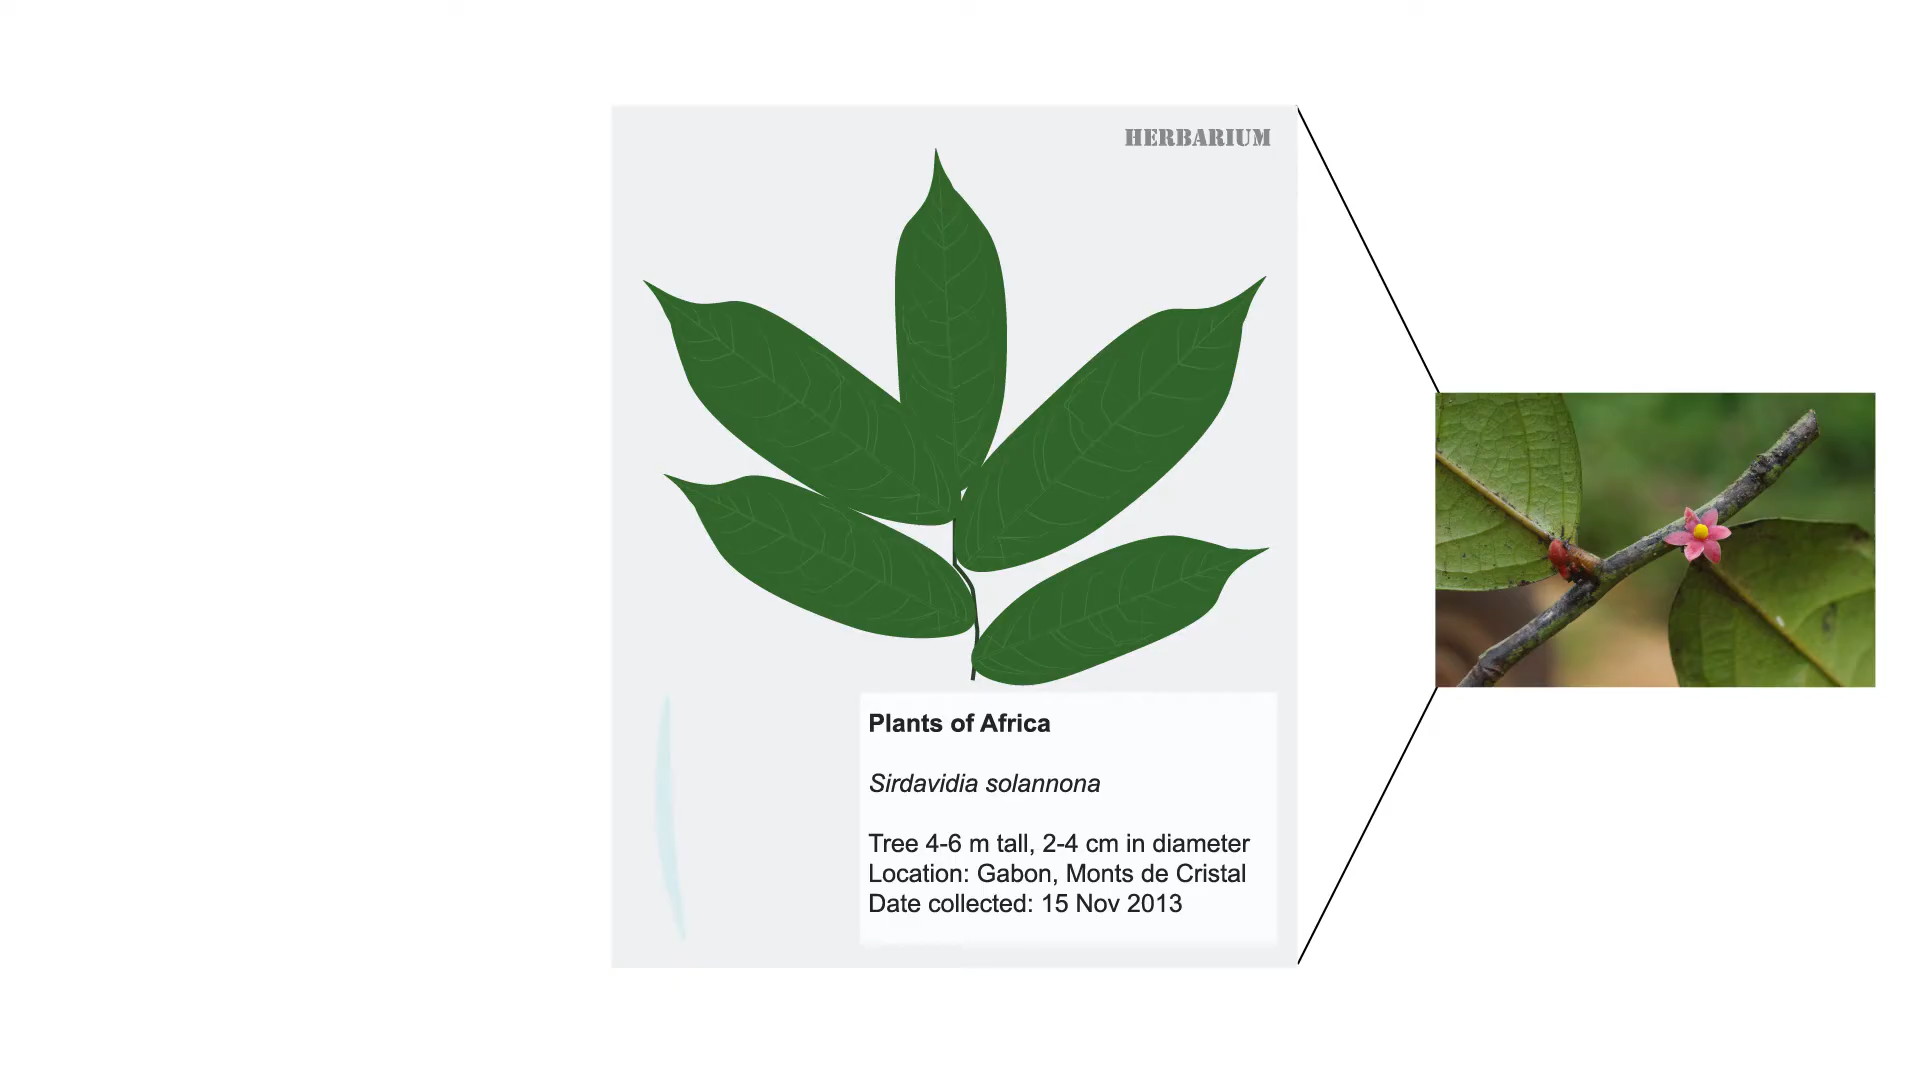 HERBARIUM
Plants of Africa
Sirdavidia solannona
Tree 4-6 m tall, 2-4 cm in diameter
Location: Gabon, Monts de Cristal
Date collected: 15 Nov 2013